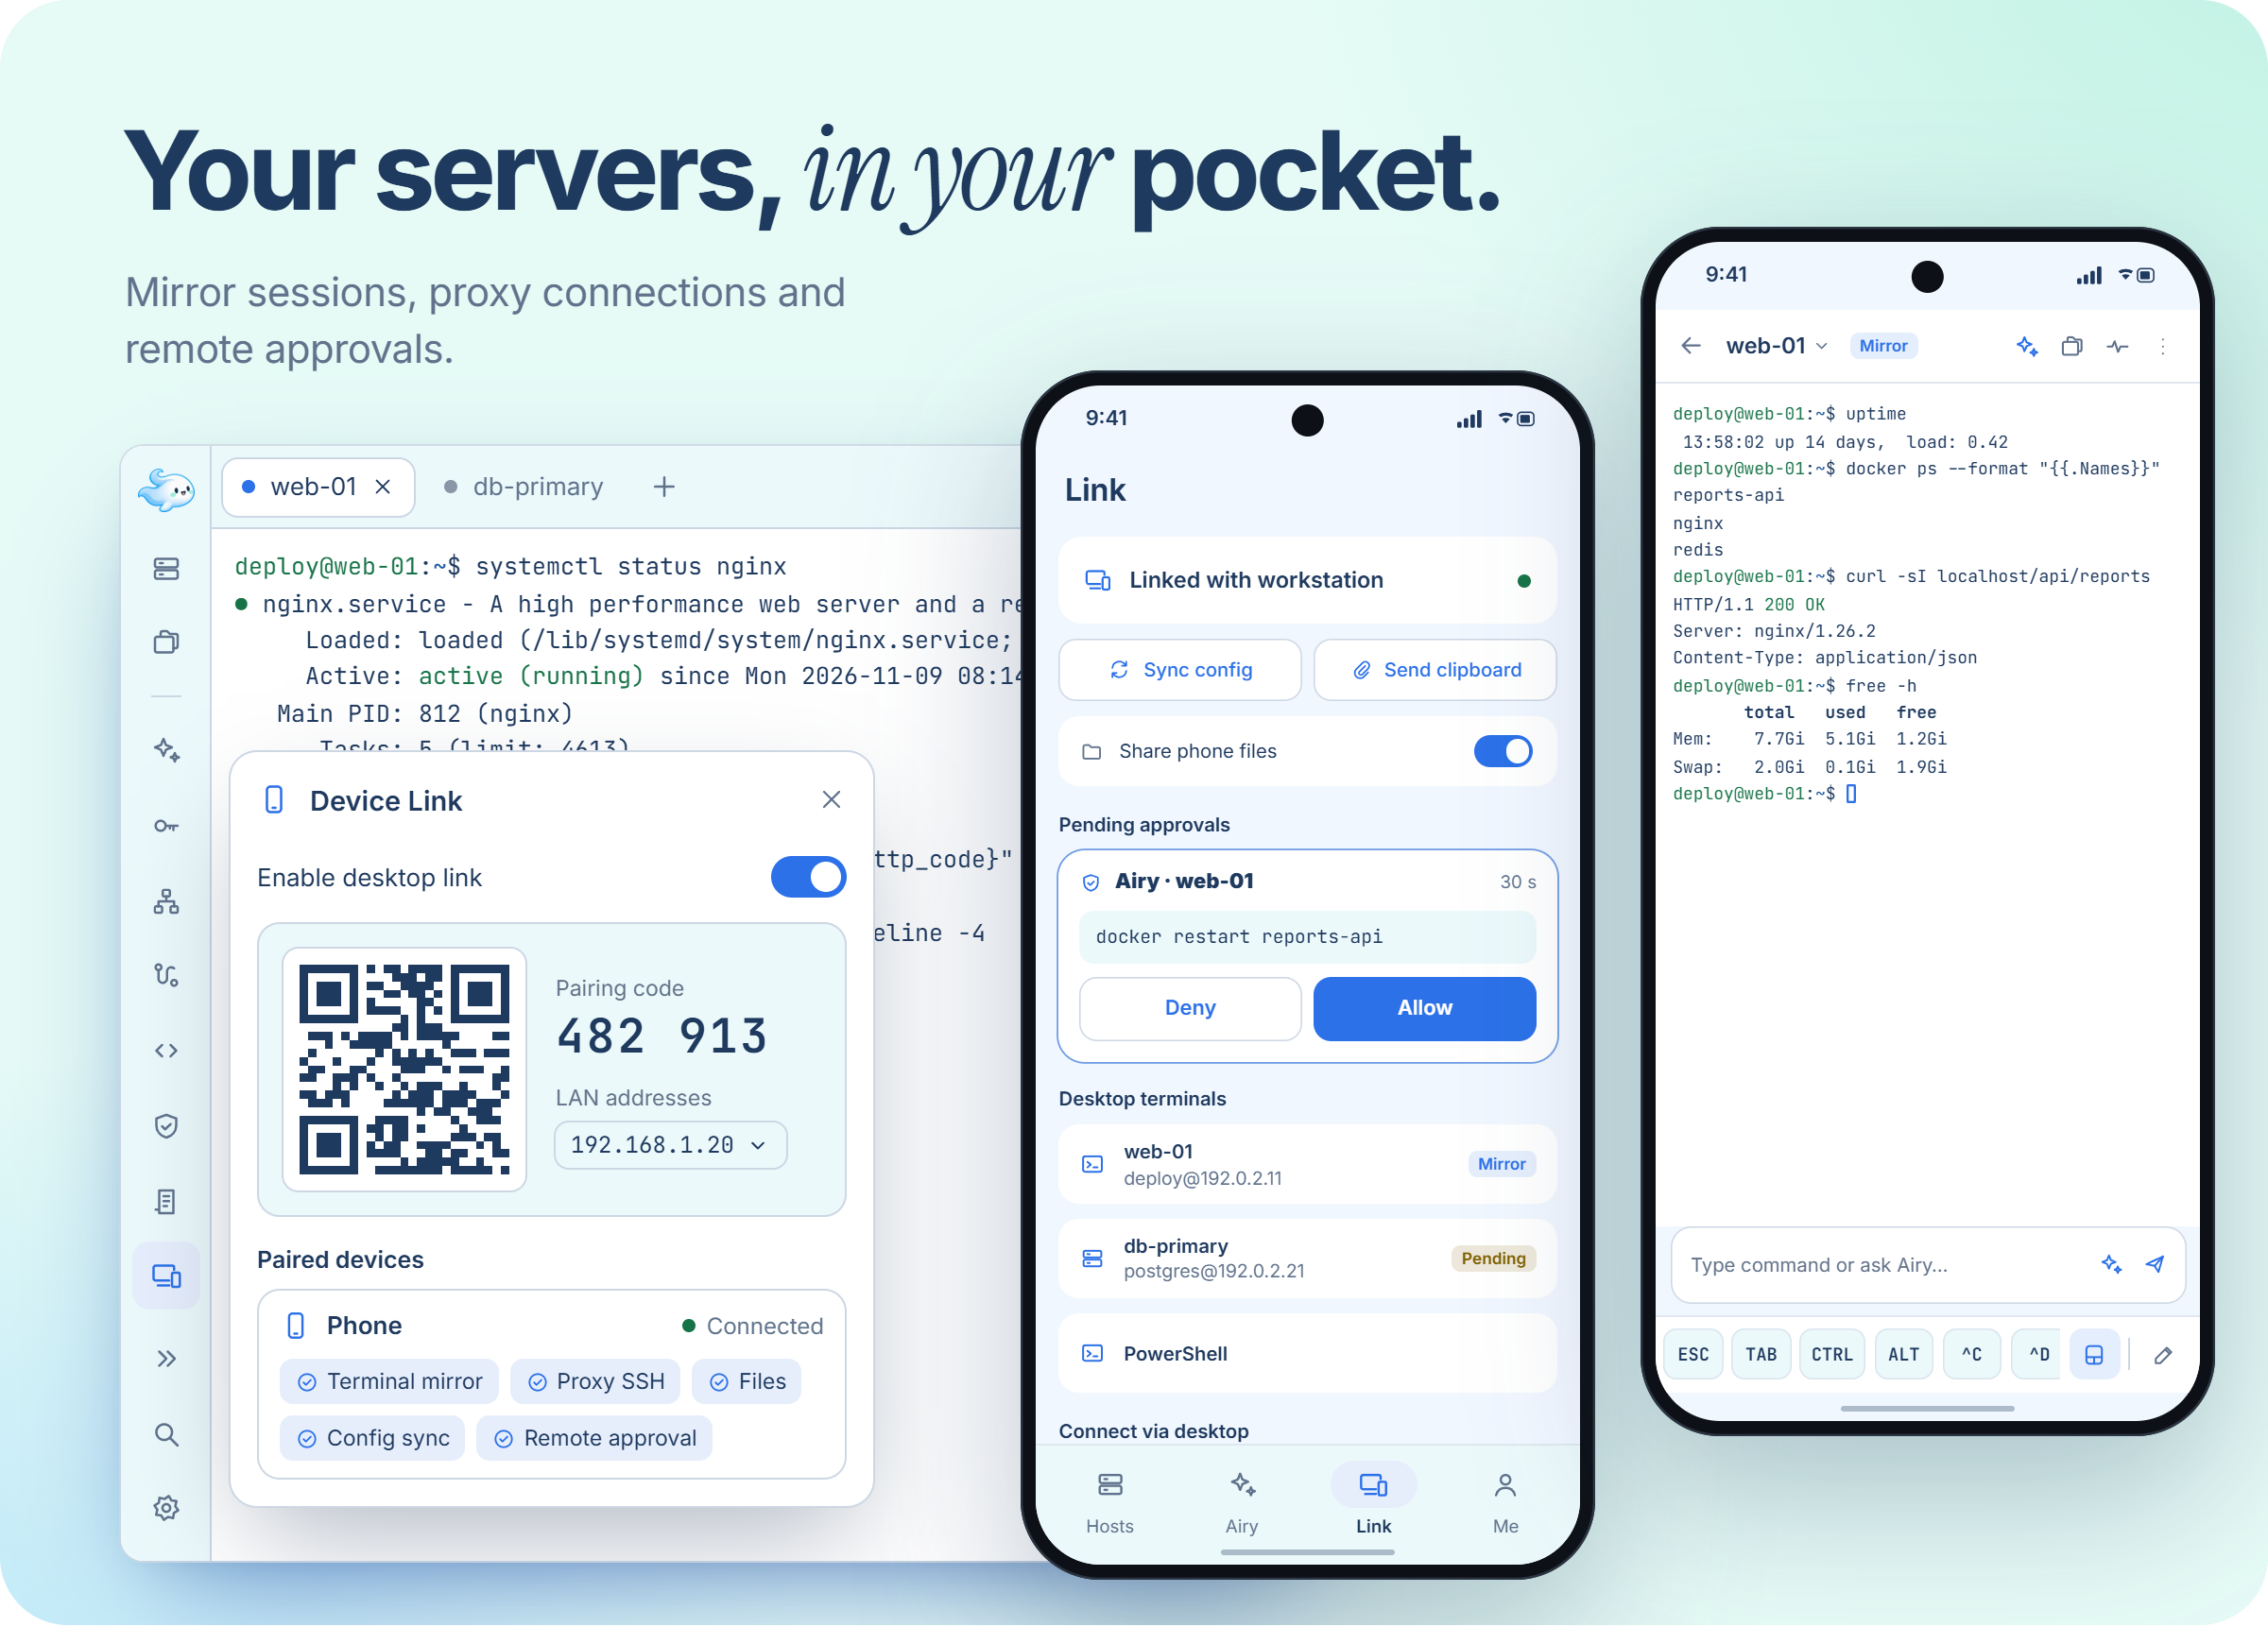 Your servers, in your pocket.
Mirror sessions, proxy connections and
remote approvals.
web-01
db-primary
deploy@web-01:~$ systemctl status nginx
nginx.service - A high performance web server and a re
Loaded: loaded (/lib/systemd/system/nginx.service;
Active: active (running) since Mon 2026-11-09 08:14
Main PID: 812 (nginx)
Tasks: 5 (limit: 4613)
ttp_code}"
eline -4
Device Link
Enable desktop link
Pairing code
482 913
LAN addresses
192.168.1.20
Paired devices
Phone
Connected
Terminal mirror
Proxy SSH
Files
Config sync
Remote approval
9:41
Link
Linked with workstation
Sync config
Send clipboard
Share phone files
Pending approvals
Airy · web-01
30 s
docker restart reports-api
Deny
Allow
Desktop terminals
web-01
deploy@192.0.2.11
Mirror
db-primary
postgres@192.0.2.21
Pending
PowerShell
Connect via desktop
Hosts
Airy
Link
Me
9:41
web-01
Mirror
deploy@web-01:~$ uptime
13:58:02 up 14 days,  load: 0.42
deploy@web-01:~$ docker ps --format "{{.Names}}"
reports-api
nginx
redis
deploy@web-01:~$ curl -sI localhost/api/reports
HTTP/1.1 200 OK
Server: nginx/1.26.2
Content-Type: application/json
deploy@web-01:~$ free -h
total used free
Mem: 7.7Gi 5.1Gi 1.2Gi
Swap: 2.0Gi 0.1Gi 1.9Gi
deploy@web-01:~$
Type command or ask Airy...
ESC
TAB
CTRL
ALT
^C
^D